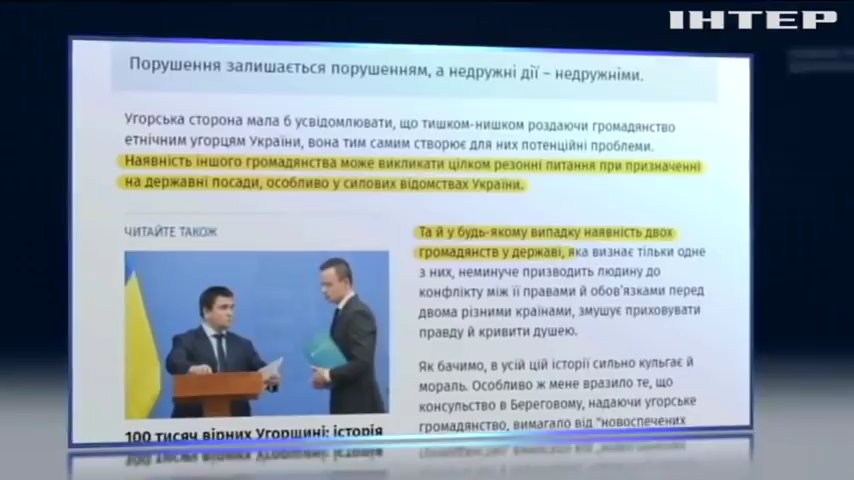 ІНТЕР
Порушення залишається порушенням, а недружні дії – недружніми.
Угорська сторона мала б усвідомлювати, що тишком-нишком роздаючи громадянство
етнічним угорцям України, вона тим самим створює для них потенційні проблеми.
Наявність іншого громадянства може викликати цілком резонні питання при призначенні
на державні посади, особливо у силових відомствах України.
ЧИТАЙТЕ ТАКОЖ
100 тисяч вірних Угорщині: історія
Та й у будь-якому випадку наявність двох
громадянств у державі, яка визнає тільки одне
з них, неминуче призводить людину до
конфлікту між її правами й обов'язками перед
двома різними країнами, змушує приховувати
правду й кривити душею.
Як бачимо, в усій цій історії сильно кульгає й
мораль. Особливо ж мене вразило те, що
консульство в Береговому, надаючи угорське
громадянство, вимагало від "новоспечених